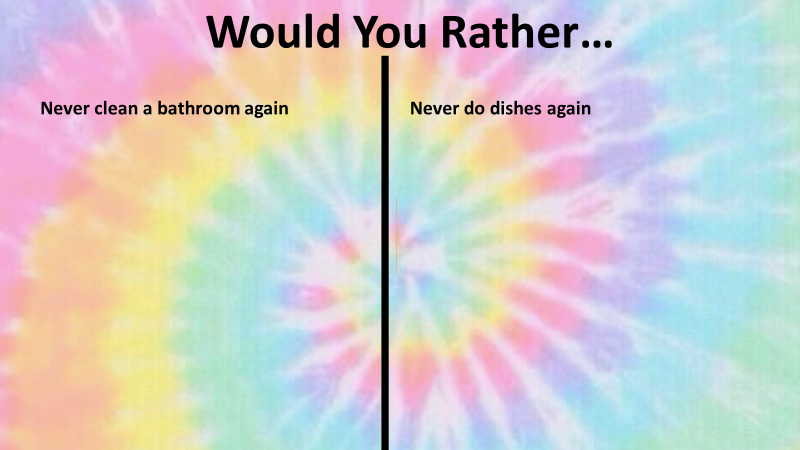 Would You Rather…
Never clean a bathroom again
Never do dishes again